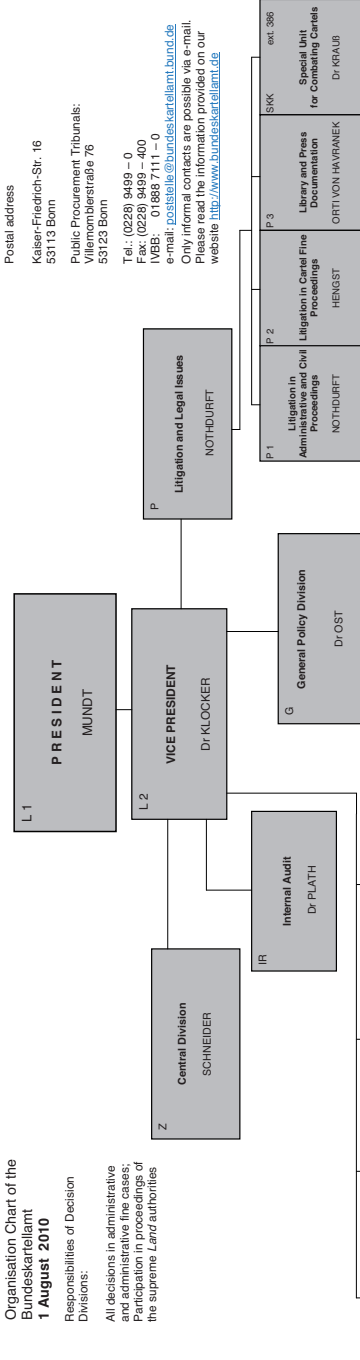 Organisation Chart of the
Bundeskartellamt
1 August 2010
Responsibilities of Decision
Divisions:
All decisions in administrative
and administrative fine cases;
Participation in proceedings of
the supreme Land authorities
L 1
PRESIDENT
MUNDT
Postal address
Kaiser-Friedrich-Str. 16
53113 Bonn
Public Procurement Tribunals:
Villemomblerstraße 76
53123 Bonn
Tel.: (0228) 9499 – 0
Fax: (0228) 9499 – 400
IVBB: 01888 7111 – 0
e-mail: poststelle@bundeskartellamt.bund.de
Only informal contacts are possible via e-mail.
Please read the information provided on our
website http://www.bundeskartellamt.de
L 2
VICE PRESIDENT
Dr KLOCKER
Z
Central Division
SCHNEIDER
P
Litigation and Legal Issues
NOTHDURFT
IR
Internal Audit
Dr PLATH
G
General Policy Division
Dr OST
P 1
Litigation in
Administrative and Civil
Proceedings
NOTHDURFT
P 2
Litigation in Cartel Fine
Proceedings
HENGST
P 3
Library and Press
Documentation
ORTI VON HAVRANEK
SKK ext. 386
Special Unit
for Combating Cartels
Dr KRAUß